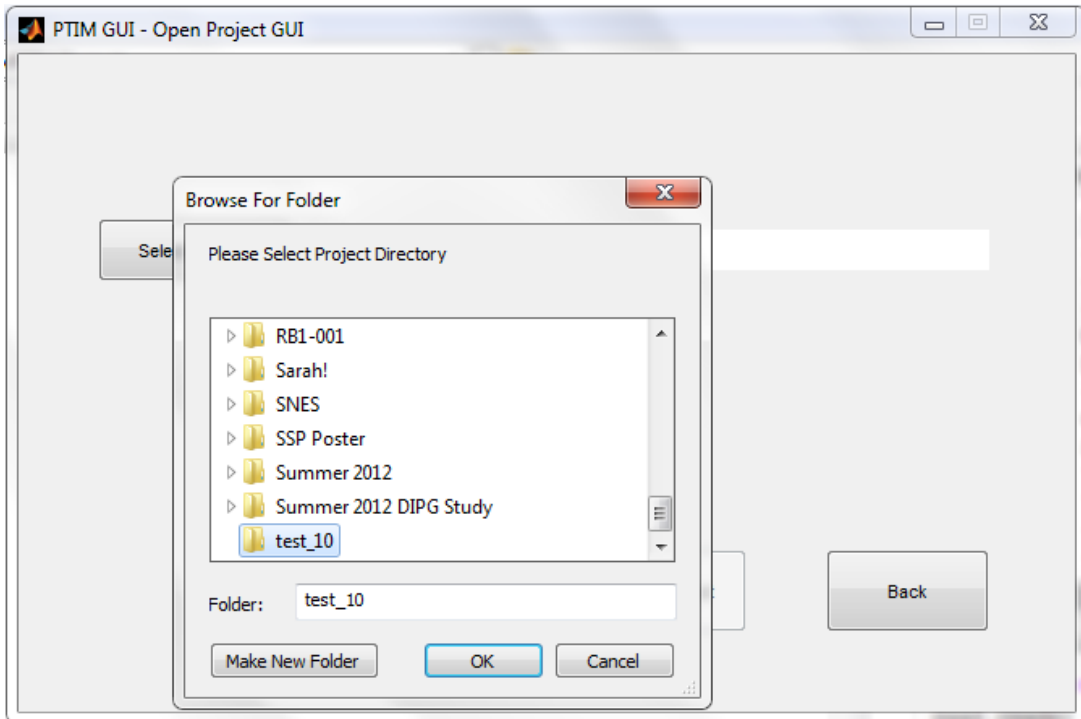 PTIM GUI - Open Project GUI
Browse For Folder
Sele
Please Select Project Directory
RB1-001
Sarah!
SNES
SSP Poster
Summer 2012
Summer 2012 DIPG Study
test_10
Folder: test_10
Back
Make New Folder OK Cancel